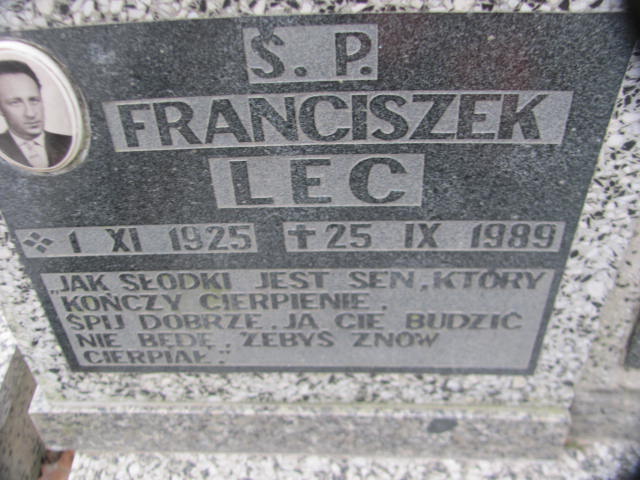 Ś. P.
FRANCISZEK
LEC
1 XI 1925 ✝ 25 IX 1989
„JAK SŁODKI JEST SEN, KTÓRY
KOŃCZY CIERPIENIE.
ŚPIJ DOBRZE, JA CIĘ BUDZIĆ
NIE BĘDĘ, ŻEBYŚ ZNÓW
CIERPIAŁ."